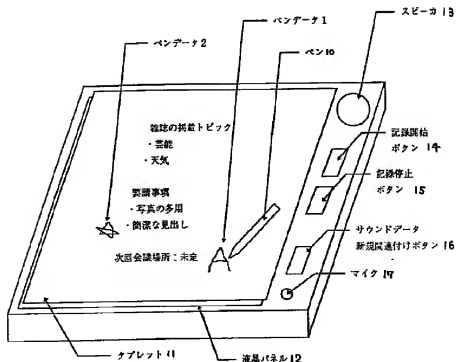 スピーカ 13
ペンデータ1
ペンデータ2
ペン10
雑誌の掲載トピック
・芸能
・天気
記録開始
ボタン 14
記録停止
ボタン 15
要請事項
・写真の多用
・簡潔な見出し
サウンドデータ
新規関連付けボタン 16
次回会議場所:未定
マイク 17
タブレット11
液晶パネル12